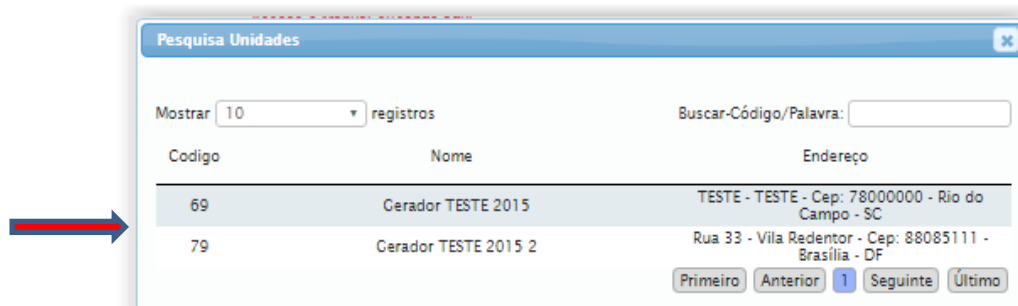 Pesquisa Unidades
Mostrar 10 registros Buscar-Código/Palavra:
Codigo Nome Endereço
69 Gerador TESTE 2015 TESTE - TESTE - Cep: 78000000 - Rio do
Campo - SC
79 Gerador TESTE 2015 2 Rua 33 - Vila Redentor - Cep: 88085111 -
Brasília - DF
Primeiro Anterior 1 Seguinte Último